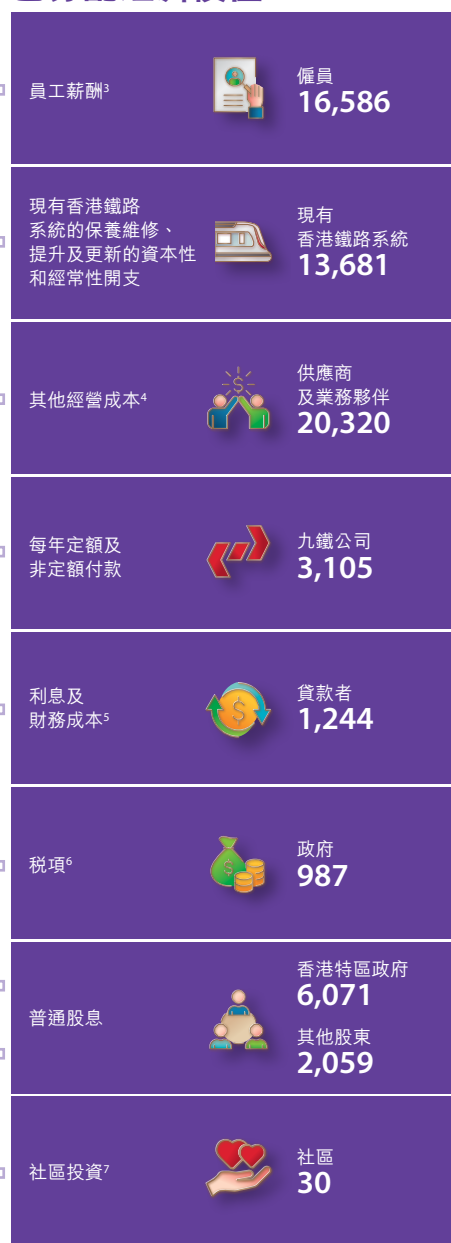 員工薪酬³
僱員
16,586
現有香港鐵路
系統的保養維修、
提升及更新的資本性
和經常性開支
現有
香港鐵路系統
13,681
其他經營成本⁴
供應商
及業務夥伴
20,320
每年定額及
非定額付款
九鐵公司
3,105
利息及
財務成本⁵
貸款者
1,244
税項⁶
政府
987
普通股息
香港特區政府
6,071
其他股東
2,059
社區投資⁷
社區
30